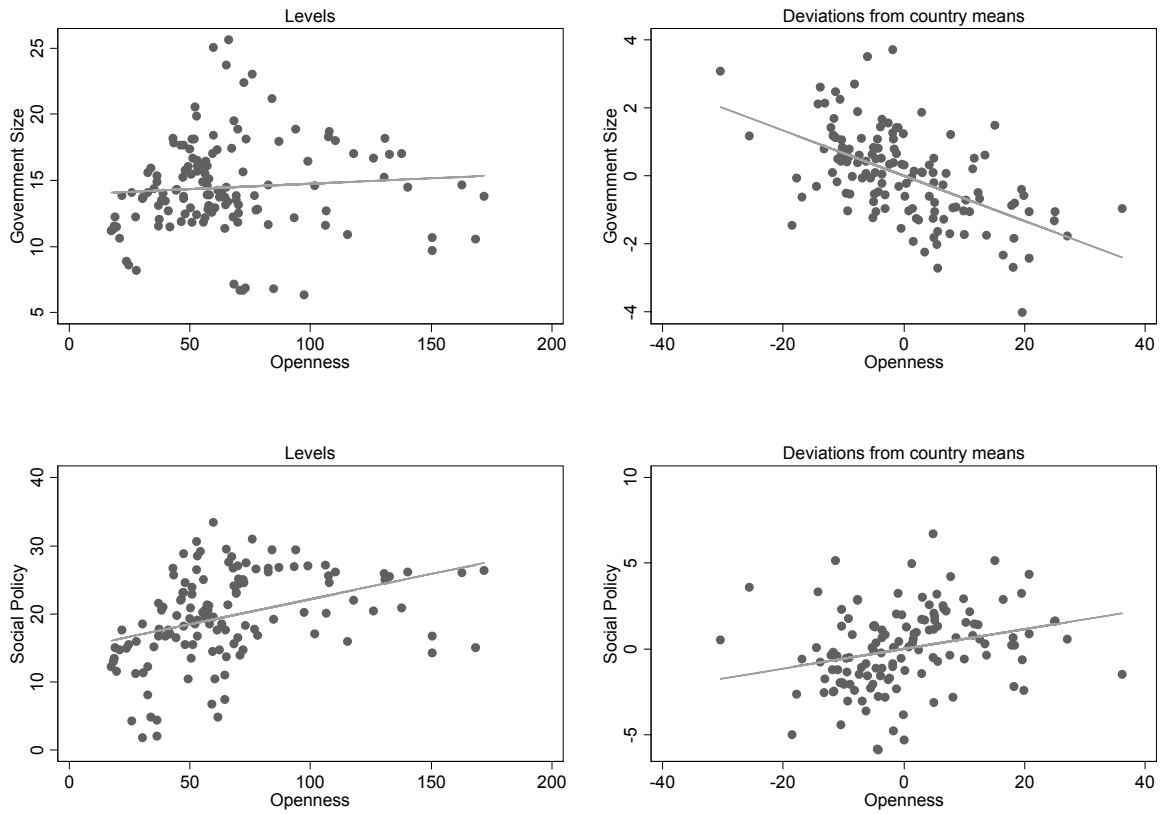 Levels
Government Size
25
20
15
10
5
0 50 100 150 200
Openness
Deviations from country means
Government Size
4
2
0
-2
-4
-40 -20 0 20 40
Openness
Levels
Social Policy
40
30
20
10
0
0 50 100 150 200
Openness
Deviations from country means
Social Policy
10
5
0
-5
-40 -20 0 20 40
Openness